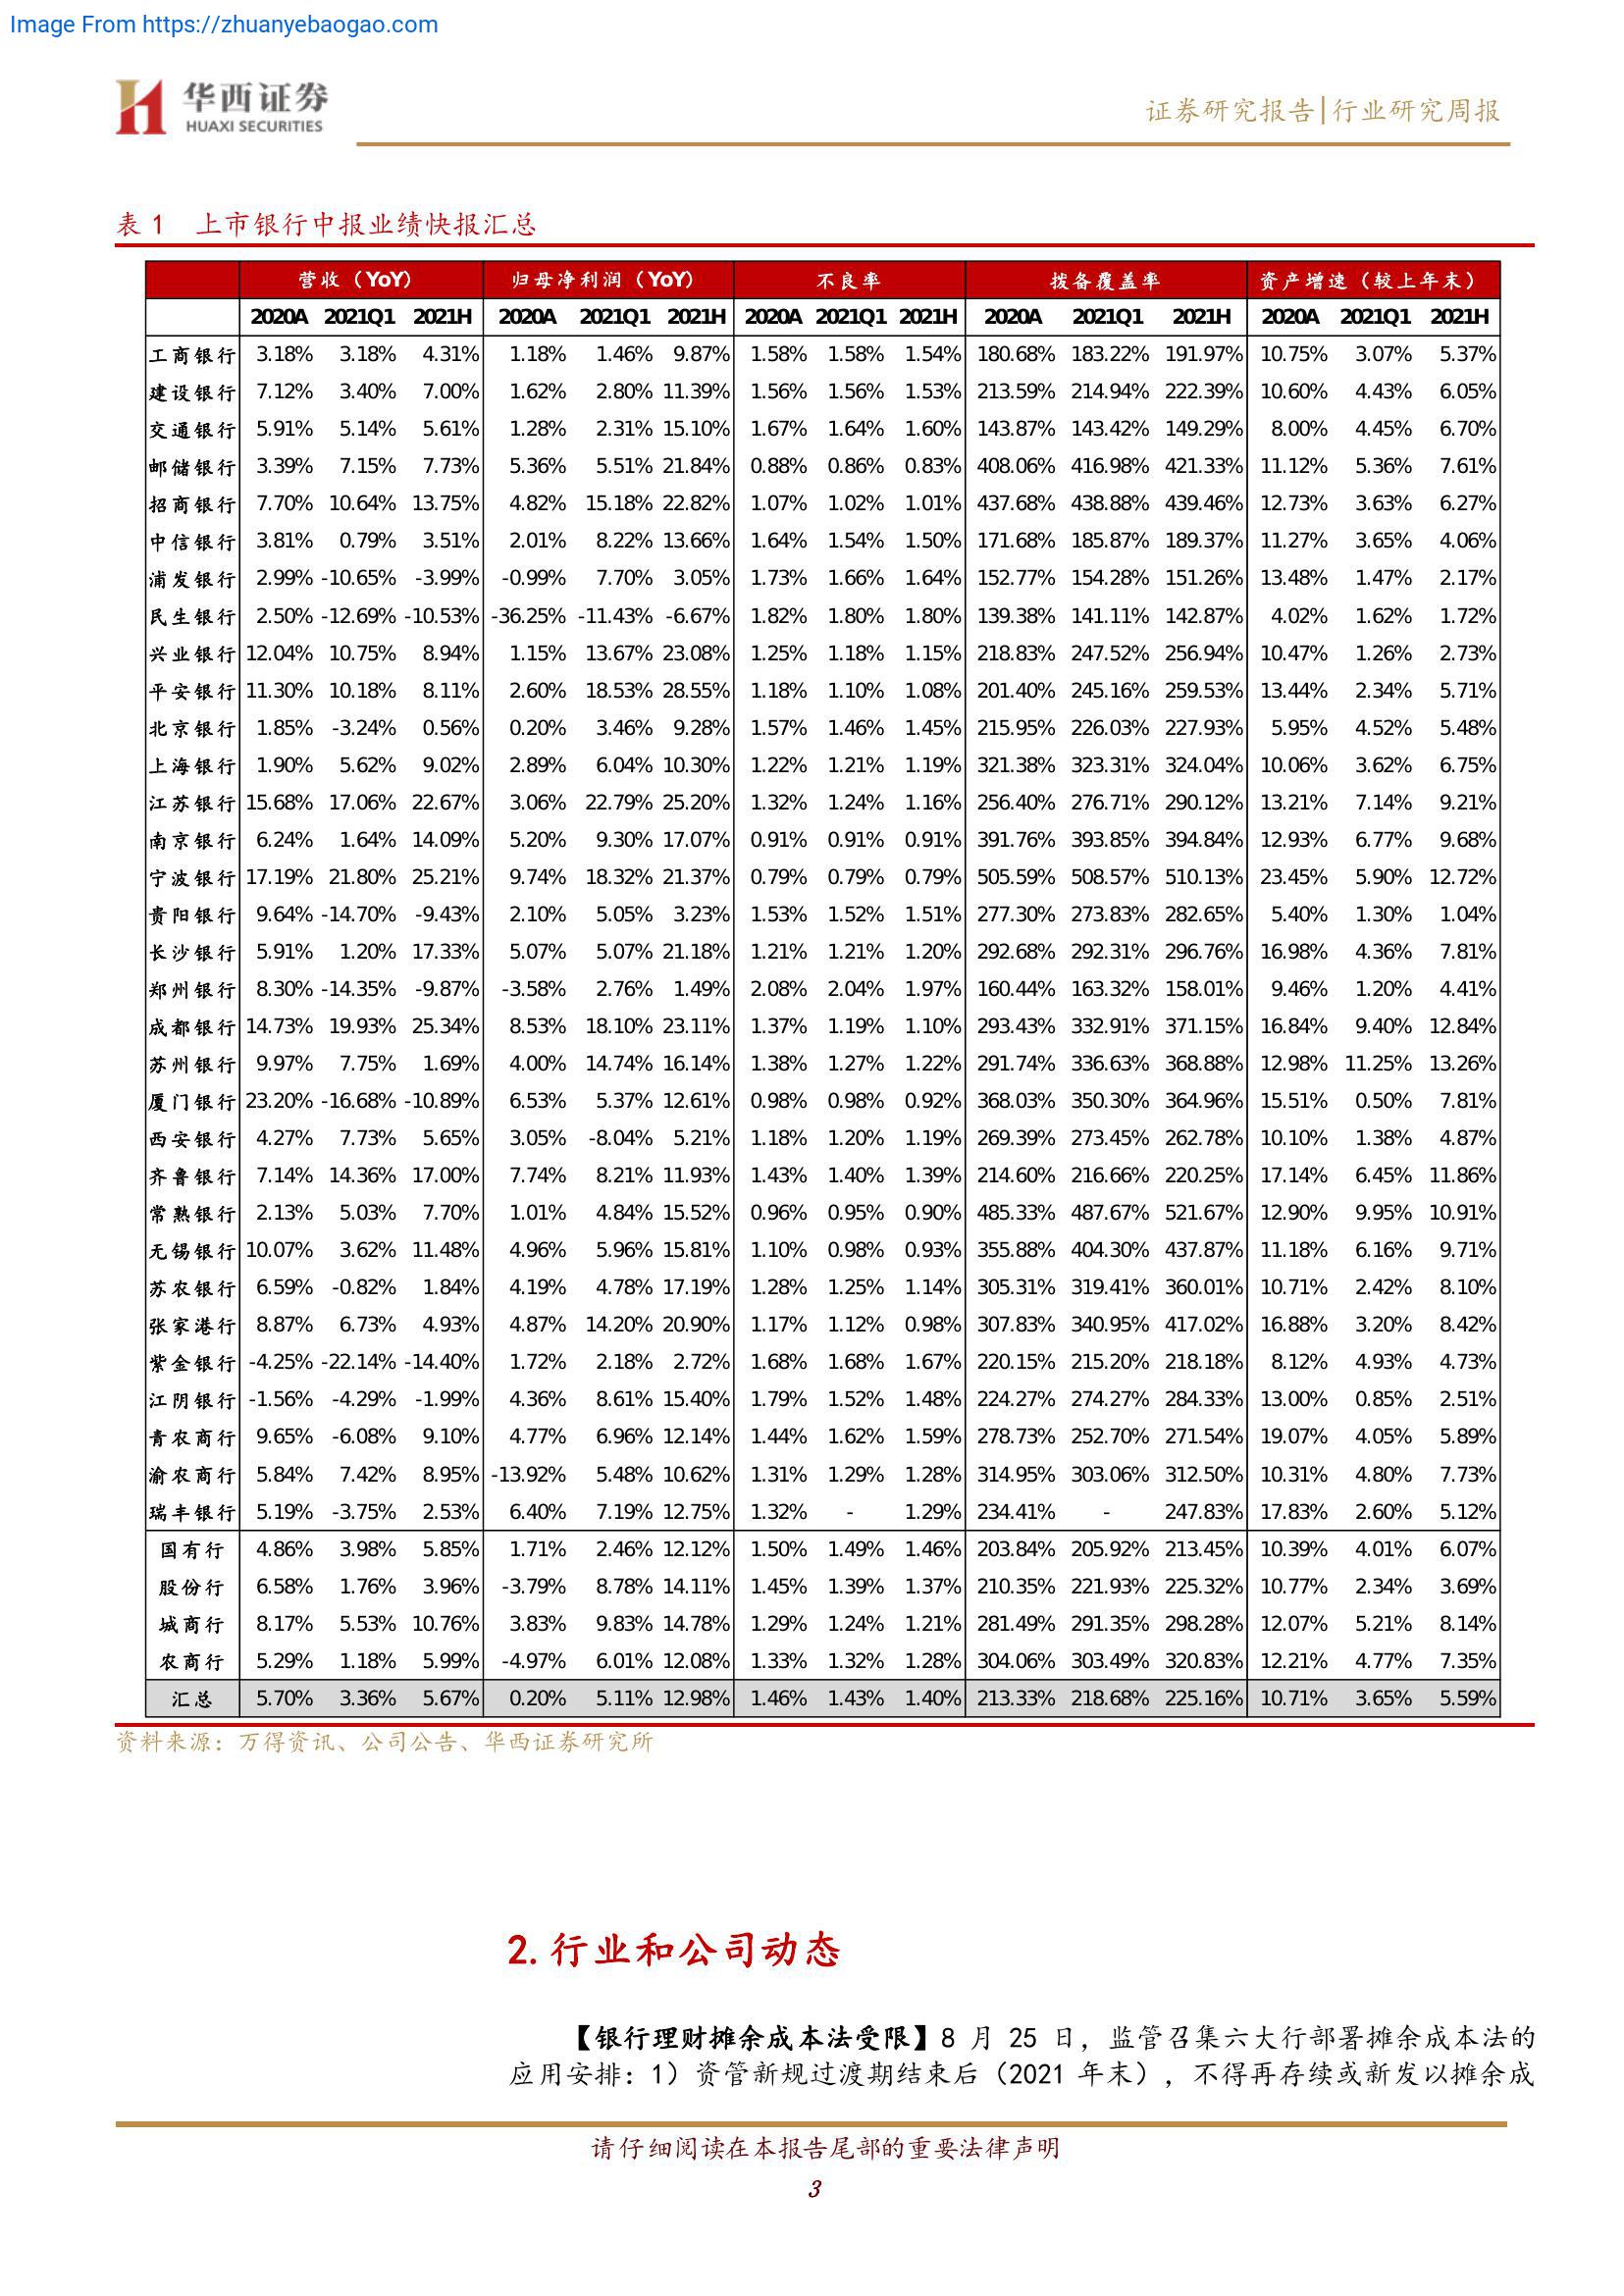 Image From https://zhuanyebaogao.com
华西证券
HUAXI SECURITIES
证券研究报告|行业研究周报
表 1 上市银行中报业绩快报汇总
营收（YoY） 归母净利润（YoY） 不良率 拨备覆盖率 资产增速（较上年末）
2020A 2021Q1 2021H 2020A 2021Q1 2021H 2020A 2021Q1 2021H 2020A 2021Q1 2021H 2020A 2021Q1 2021H
工商银行 3.18% 3.18% 4.31% 1.18% 1.46% 9.87% 1.58% 1.58% 1.54% 180.68% 183.22% 191.97% 10.75% 3.07% 5.37%
建设银行 7.12% 3.40% 7.00% 1.62% 2.80% 11.39% 1.56% 1.56% 1.53% 213.59% 214.94% 222.39% 10.60% 4.43% 6.05%
交通银行 5.91% 5.14% 5.61% 1.28% 2.31% 15.10% 1.67% 1.64% 1.60% 143.87% 143.42% 149.29% 8.00% 4.45% 6.70%
邮储银行 3.39% 7.15% 7.73% 5.36% 5.51% 21.84% 0.88% 0.86% 0.83% 408.06% 416.98% 421.33% 11.12% 5.36% 7.61%
招商银行 7.70% 10.64% 13.75% 4.82% 15.18% 22.82% 1.07% 1.02% 1.01% 437.68% 438.88% 439.46% 12.73% 3.63% 6.27%
中信银行 3.81% 0.79% 3.51% 2.01% 8.22% 13.66% 1.64% 1.54% 1.50% 171.68% 185.87% 189.37% 11.27% 3.65% 4.06%
浦发银行 2.99% -10.65% -3.99% -0.99% 7.70% 3.05% 1.73% 1.66% 1.64% 152.77% 154.28% 151.26% 13.48% 1.47% 2.17%
民生银行 2.50% -12.69% -10.53% -36.25% -11.43% -6.67% 1.82% 1.80% 1.80% 139.38% 141.11% 142.87% 4.02% 1.62% 1.72%
兴业银行 12.04% 10.75% 8.94% 1.15% 13.67% 23.08% 1.25% 1.18% 1.15% 218.83% 247.52% 256.94% 10.47% 1.26% 2.73%
平安银行 11.30% 10.18% 8.11% 2.60% 18.53% 28.55% 1.18% 1.10% 1.08% 201.40% 245.16% 259.53% 13.44% 2.34% 5.71%
北京银行 1.85% -3.24% 0.56% 0.20% 3.46% 9.28% 1.57% 1.46% 1.45% 215.95% 226.03% 227.93% 5.95% 4.52% 5.48%
上海银行 1.90% 5.62% 9.02% 2.89% 6.04% 10.30% 1.22% 1.21% 1.19% 321.38% 323.31% 324.04% 10.06% 3.62% 6.75%
江苏银行 15.68% 17.06% 22.67% 3.06% 22.79% 25.20% 1.32% 1.24% 1.16% 256.40% 276.71% 290.12% 13.21% 7.14% 9.21%
南京银行 6.24% 1.64% 14.09% 5.20% 9.30% 17.07% 0.91% 0.91% 0.91% 391.76% 393.85% 394.84% 12.93% 6.77% 9.68%
宁波银行 17.19% 21.80% 25.21% 9.74% 18.32% 21.37% 0.79% 0.79% 0.79% 505.59% 508.57% 510.13% 23.45% 5.90% 12.72%
贵阳银行 9.64% -14.70% -9.43% 2.10% 5.05% 3.23% 1.53% 1.52% 1.51% 277.30% 273.83% 282.65% 5.40% 1.30% 1.04%
长沙银行 5.91% 1.20% 17.33% 5.07% 5.07% 21.18% 1.21% 1.21% 1.20% 292.68% 292.31% 296.76% 16.98% 4.36% 7.81%
郑州银行 8.30% -14.35% -9.87% -3.58% 2.76% 1.49% 2.08% 2.04% 1.97% 160.44% 163.32% 158.01% 9.46% 1.20% 4.41%
成都银行 14.73% 19.93% 25.34% 8.53% 18.10% 23.11% 1.37% 1.19% 1.10% 293.43% 332.91% 371.15% 16.84% 9.40% 12.84%
苏州银行 9.97% 7.75% 1.69% 4.00% 14.74% 16.14% 1.38% 1.27% 1.22% 291.74% 336.63% 368.88% 12.98% 11.25% 13.26%
厦门银行 23.20% -16.68% -10.89% 6.53% 5.37% 12.61% 0.98% 0.98% 0.92% 368.03% 350.30% 364.96% 15.51% 0.50% 7.81%
西安银行 4.27% 7.73% 5.65% 3.05% -8.04% 5.21% 1.18% 1.20% 1.19% 269.39% 273.45% 262.78% 10.10% 1.38% 4.87%
齐鲁银行 7.14% 14.36% 17.00% 7.74% 8.21% 11.93% 1.43% 1.40% 1.39% 214.60% 216.66% 220.25% 17.14% 6.45% 11.86%
常熟银行 2.13% 5.03% 7.70% 1.01% 4.84% 15.52% 0.96% 0.95% 0.90% 485.33% 487.67% 521.67% 12.90% 9.95% 10.91%
无锡银行 10.07% 3.62% 11.48% 4.96% 5.96% 15.81% 1.10% 0.98% 0.93% 355.88% 404.30% 437.87% 11.18% 6.16% 9.71%
苏农银行 6.59% -0.82% 1.84% 4.19% 4.78% 17.19% 1.28% 1.25% 1.14% 305.31% 319.41% 360.01% 10.71% 2.42% 8.10%
张家港行 8.87% 6.73% 4.93% 4.87% 14.20% 20.90% 1.17% 1.12% 0.98% 307.83% 340.95% 417.02% 16.88% 3.20% 8.42%
紫金银行 -4.25% -22.14% -14.40% 1.72% 2.18% 2.72% 1.68% 1.68% 1.67% 220.15% 215.20% 218.18% 8.12% 4.93% 4.73%
江阴银行 -1.56% -4.29% -1.99% 4.36% 8.61% 15.40% 1.79% 1.52% 1.48% 224.27% 274.27% 284.33% 13.00% 0.85% 2.51%
青农商行 9.65% -6.08% 9.10% 4.77% 6.96% 12.14% 1.44% 1.62% 1.59% 278.73% 252.70% 271.54% 19.07% 4.05% 5.89%
渝农商行 5.84% 7.42% 8.95% -13.92% 5.48% 10.62% 1.31% 1.29% 1.28% 314.95% 303.06% 312.50% 10.31% 4.80% 7.73%
瑞丰银行 5.19% -3.75% 2.53% 6.40% 7.19% 12.75% 1.32% - 1.29% 234.41% - 247.83% 17.83% 2.60% 5.12%
国有行 4.86% 3.98% 5.85% 1.71% 2.46% 12.12% 1.50% 1.49% 1.46% 203.84% 205.92% 213.45% 10.39% 4.01% 6.07%
股份行 6.58% 1.76% 3.96% -3.79% 8.78% 14.11% 1.45% 1.39% 1.37% 210.35% 221.93% 225.32% 10.77% 2.34% 3.69%
城商行 8.17% 5.53% 10.76% 3.83% 9.83% 14.78% 1.29% 1.24% 1.21% 281.49% 291.35% 298.28% 12.07% 5.21% 8.14%
农商行 5.29% 1.18% 5.99% -4.97% 6.01% 12.08% 1.33% 1.32% 1.28% 304.06% 303.49% 320.83% 12.21% 4.77% 7.35%
汇总 5.70% 3.36% 5.67% 0.20% 5.11% 12.98% 1.46% 1.43% 1.40% 213.33% 218.68% 225.16% 10.71% 3.65% 5.59%
资料来源：万得资讯、公司公告、华西证券研究所
2.行业和公司动态
【银行理财摊余成本法受限】8 月 25 日，监管召集六大行部署摊余成本法的
应用安排：1）资管新规过渡期结束后（2021 年末），不得再存续或新发以摊余成
请仔细阅读在本报告尾部的重要法律声明
3